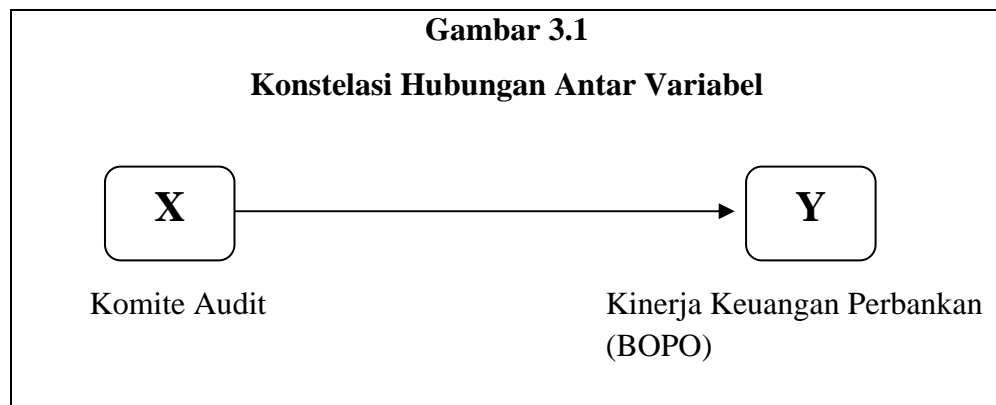 Gambar 3.1
Konstelasi Hubungan Antar Variabel
X
Y
Komite Audit
Kinerja Keuangan Perbankan
(BOPO)